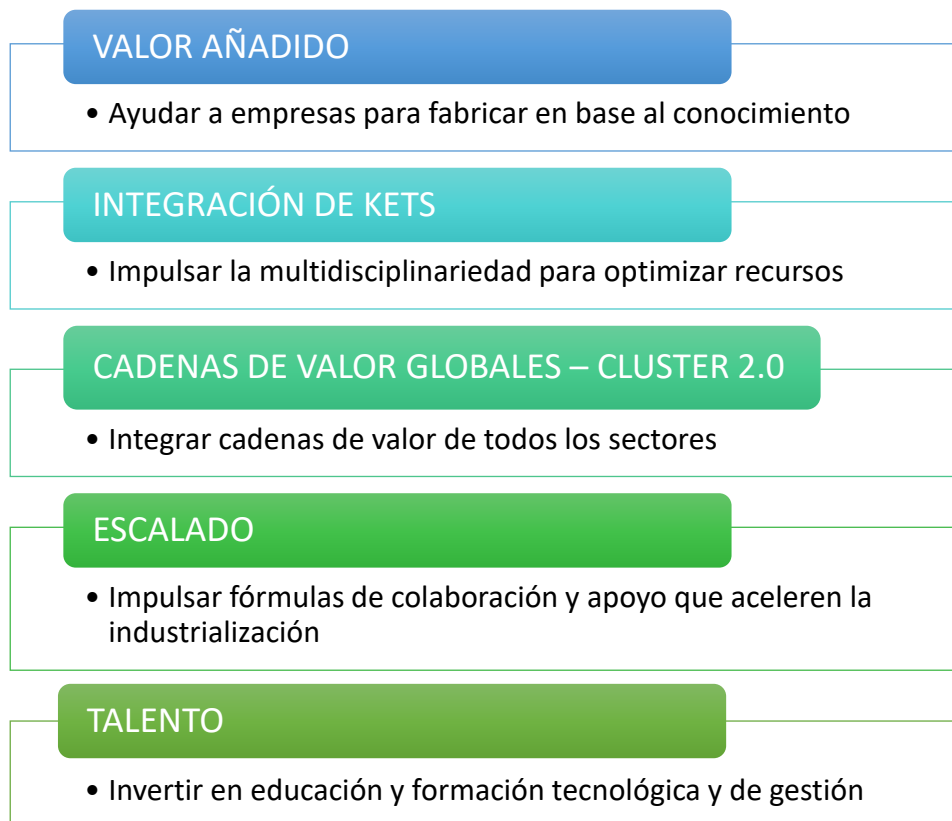 VALOR AÑADIDO
• Ayudar a empresas para fabricar en base al conocimiento
INTEGRACIÓN DE KETS
• Impulsar la multidisciplinariedad para optimizar recursos
CADENAS DE VALOR GLOBALES – CLUSTER 2.0
• Integrar cadenas de valor de todos los sectores
ESCALADO
• Impulsar fórmulas de colaboración y apoyo que aceleren la
industrialización
TALENTO
• Invertir en educación y formación tecnológica y de gestión